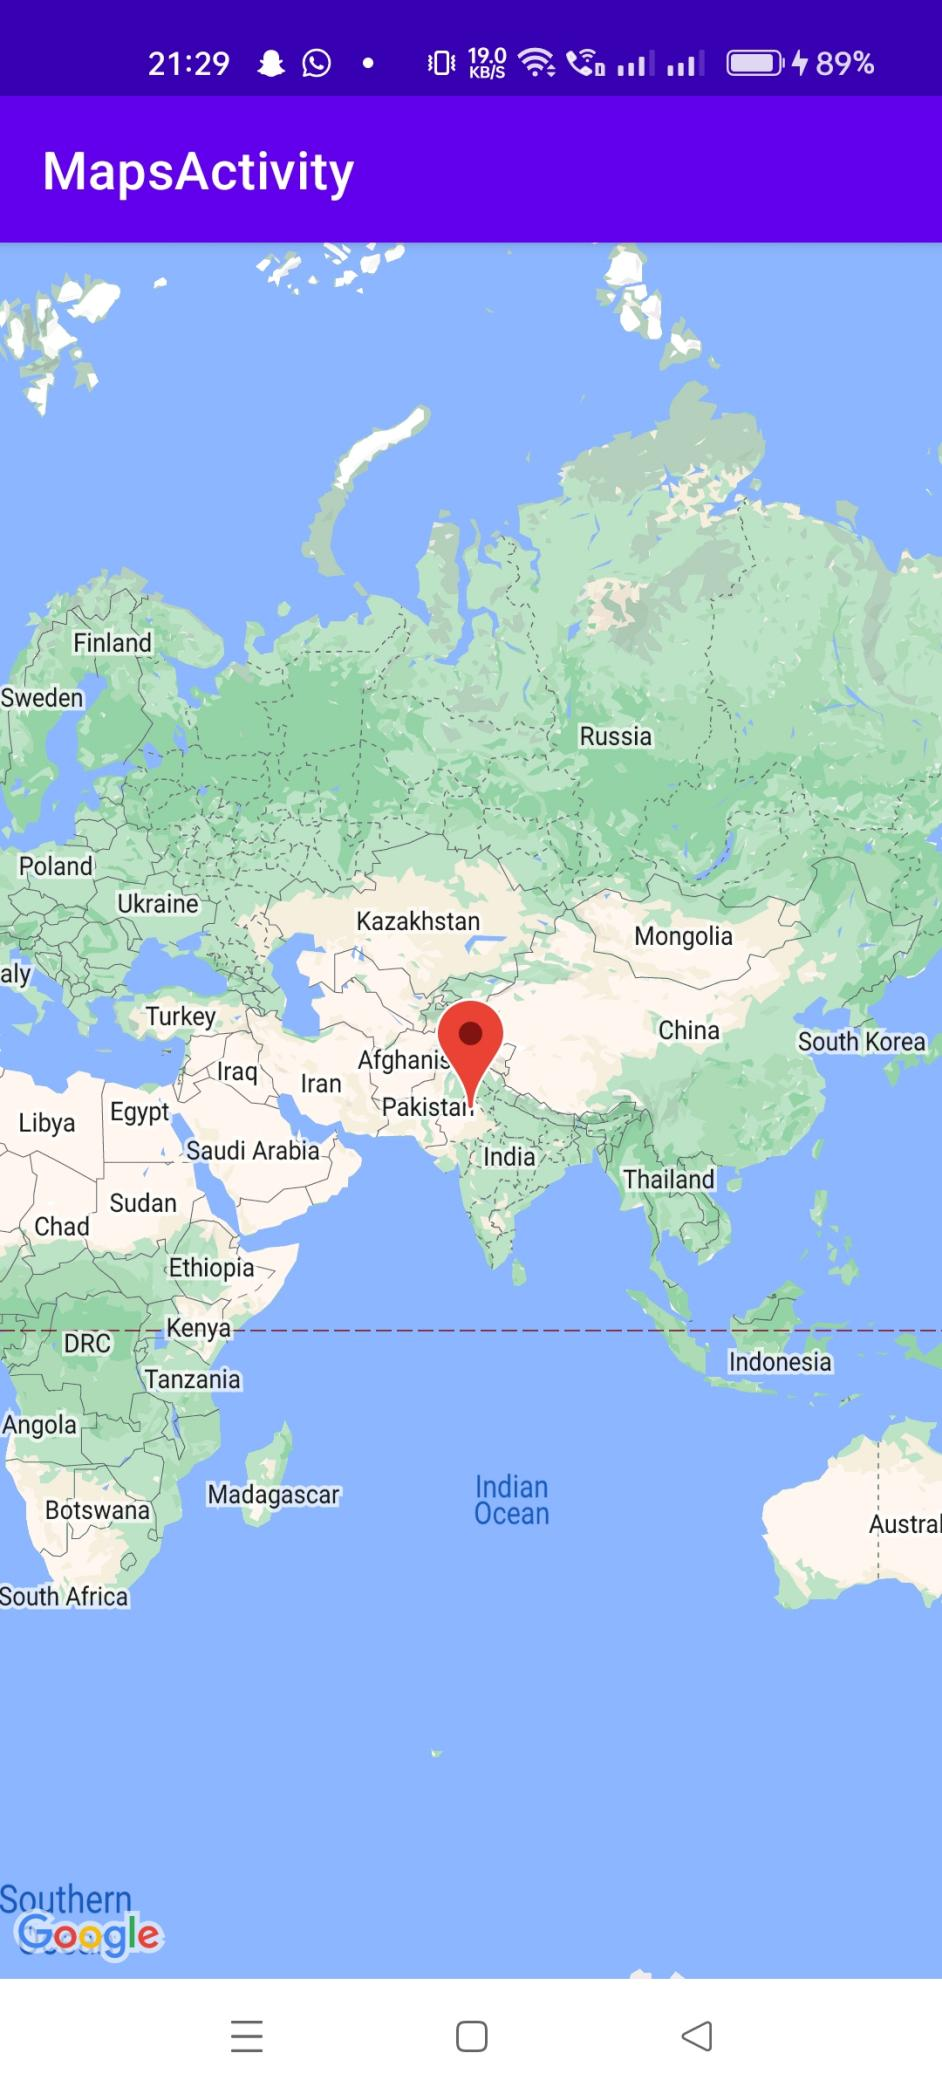 21:29
19.0
KB/S
89%
MapsActivity
Finland
Sweden
Russia
Poland
Ukraine
Kazakhstan
Mongolia
aly
Turkey
China
South Korea
Afghanis
Iraq
Iran
Pakistan
Egypt
Libya
Saudi Arabia
India
Thailand
Sudan
Chad
Ethiopia
Kenya
DRC
Indonesia
Tanzania
Angola
Madagascar
Indian
Ocean
Botswana
Austral
South Africa
Southern
Google